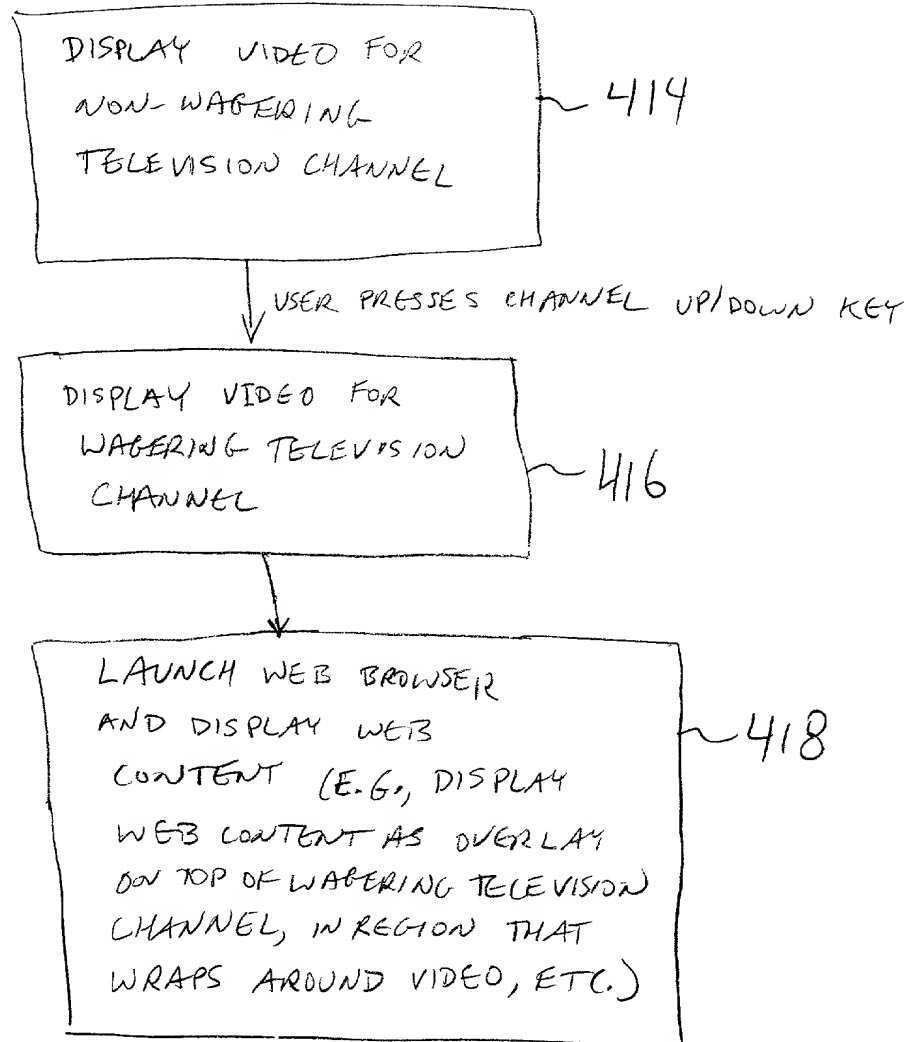 DISPLAY VIDEO FOR
NON-WAGERING
TELEVISION CHANNEL
414
USER PRESSES CHANNEL UP/DOWN KEY
DISPLAY VIDEO FOR
WAGERING TELEVISION
CHANNEL
416
LAUNCH WEB BROWSER
AND DISPLAY WEB
CONTENT (E.G., DISPLAY
WEB CONTENT AS OVERLAY
ON TOP OF WAGERING TELEVISION
CHANNEL, IN REGION THAT
WRAPS AROUND VIDEO, ETC.)
418